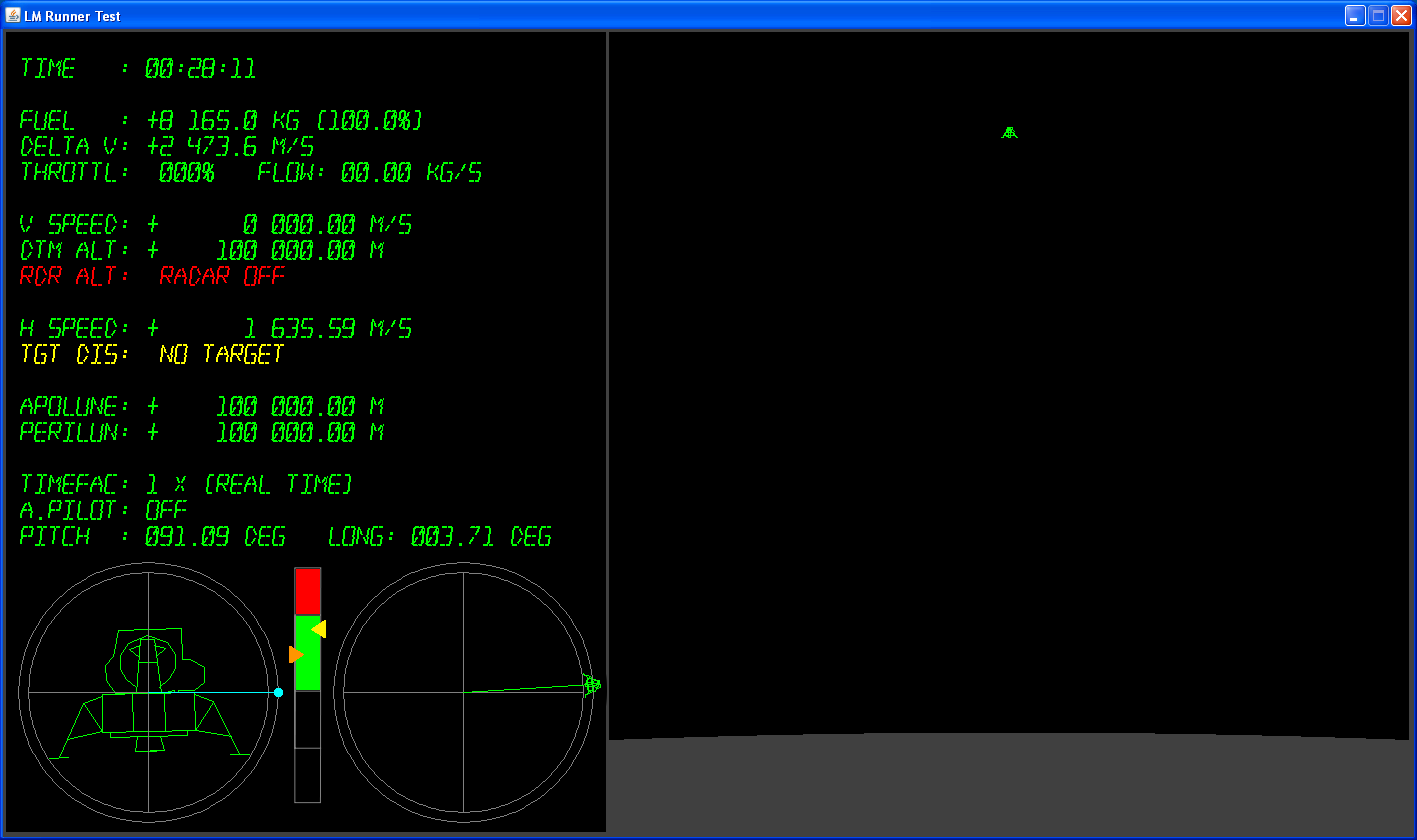 LM Runner Test
TIME : 00:28:11
FUEL : +8 165.0 KG (100.0%)
DELTA V: +2 473.6 M/S
THROTTL: 000% FLOW: 00.00 KG/S
V SPEED: + 0 000.00 M/S
DTM ALT: + 100 000.00 M
RDR ALT: RADAR OFF
H SPEED: + 1 635.59 M/S
TGT DIS: NO TARGET
APOLUNE: + 100 000.00 M
PERILUN: + 100 000.00 M
TIMEFAC: 1 X (REAL TIME)
A.PILOT: OFF
PITCH : 091.09 DEG LONG: 003.71 DEG